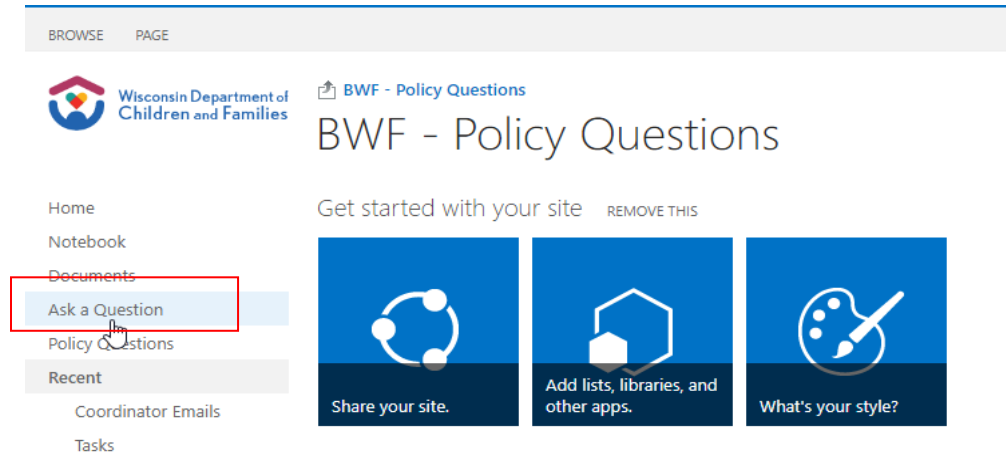 BROWSE PAGE
Wisconsin Department of
Children and Families
BWF - Policy Questions
BWF - Policy Questions
Home
Notebook
Documents
Ask a Question
Policy Questions
Recent
Coordinator Emails
Tasks
Get started with your site REMOVE THIS
Share your site.
Add lists, libraries, and
other apps.
What's your style?